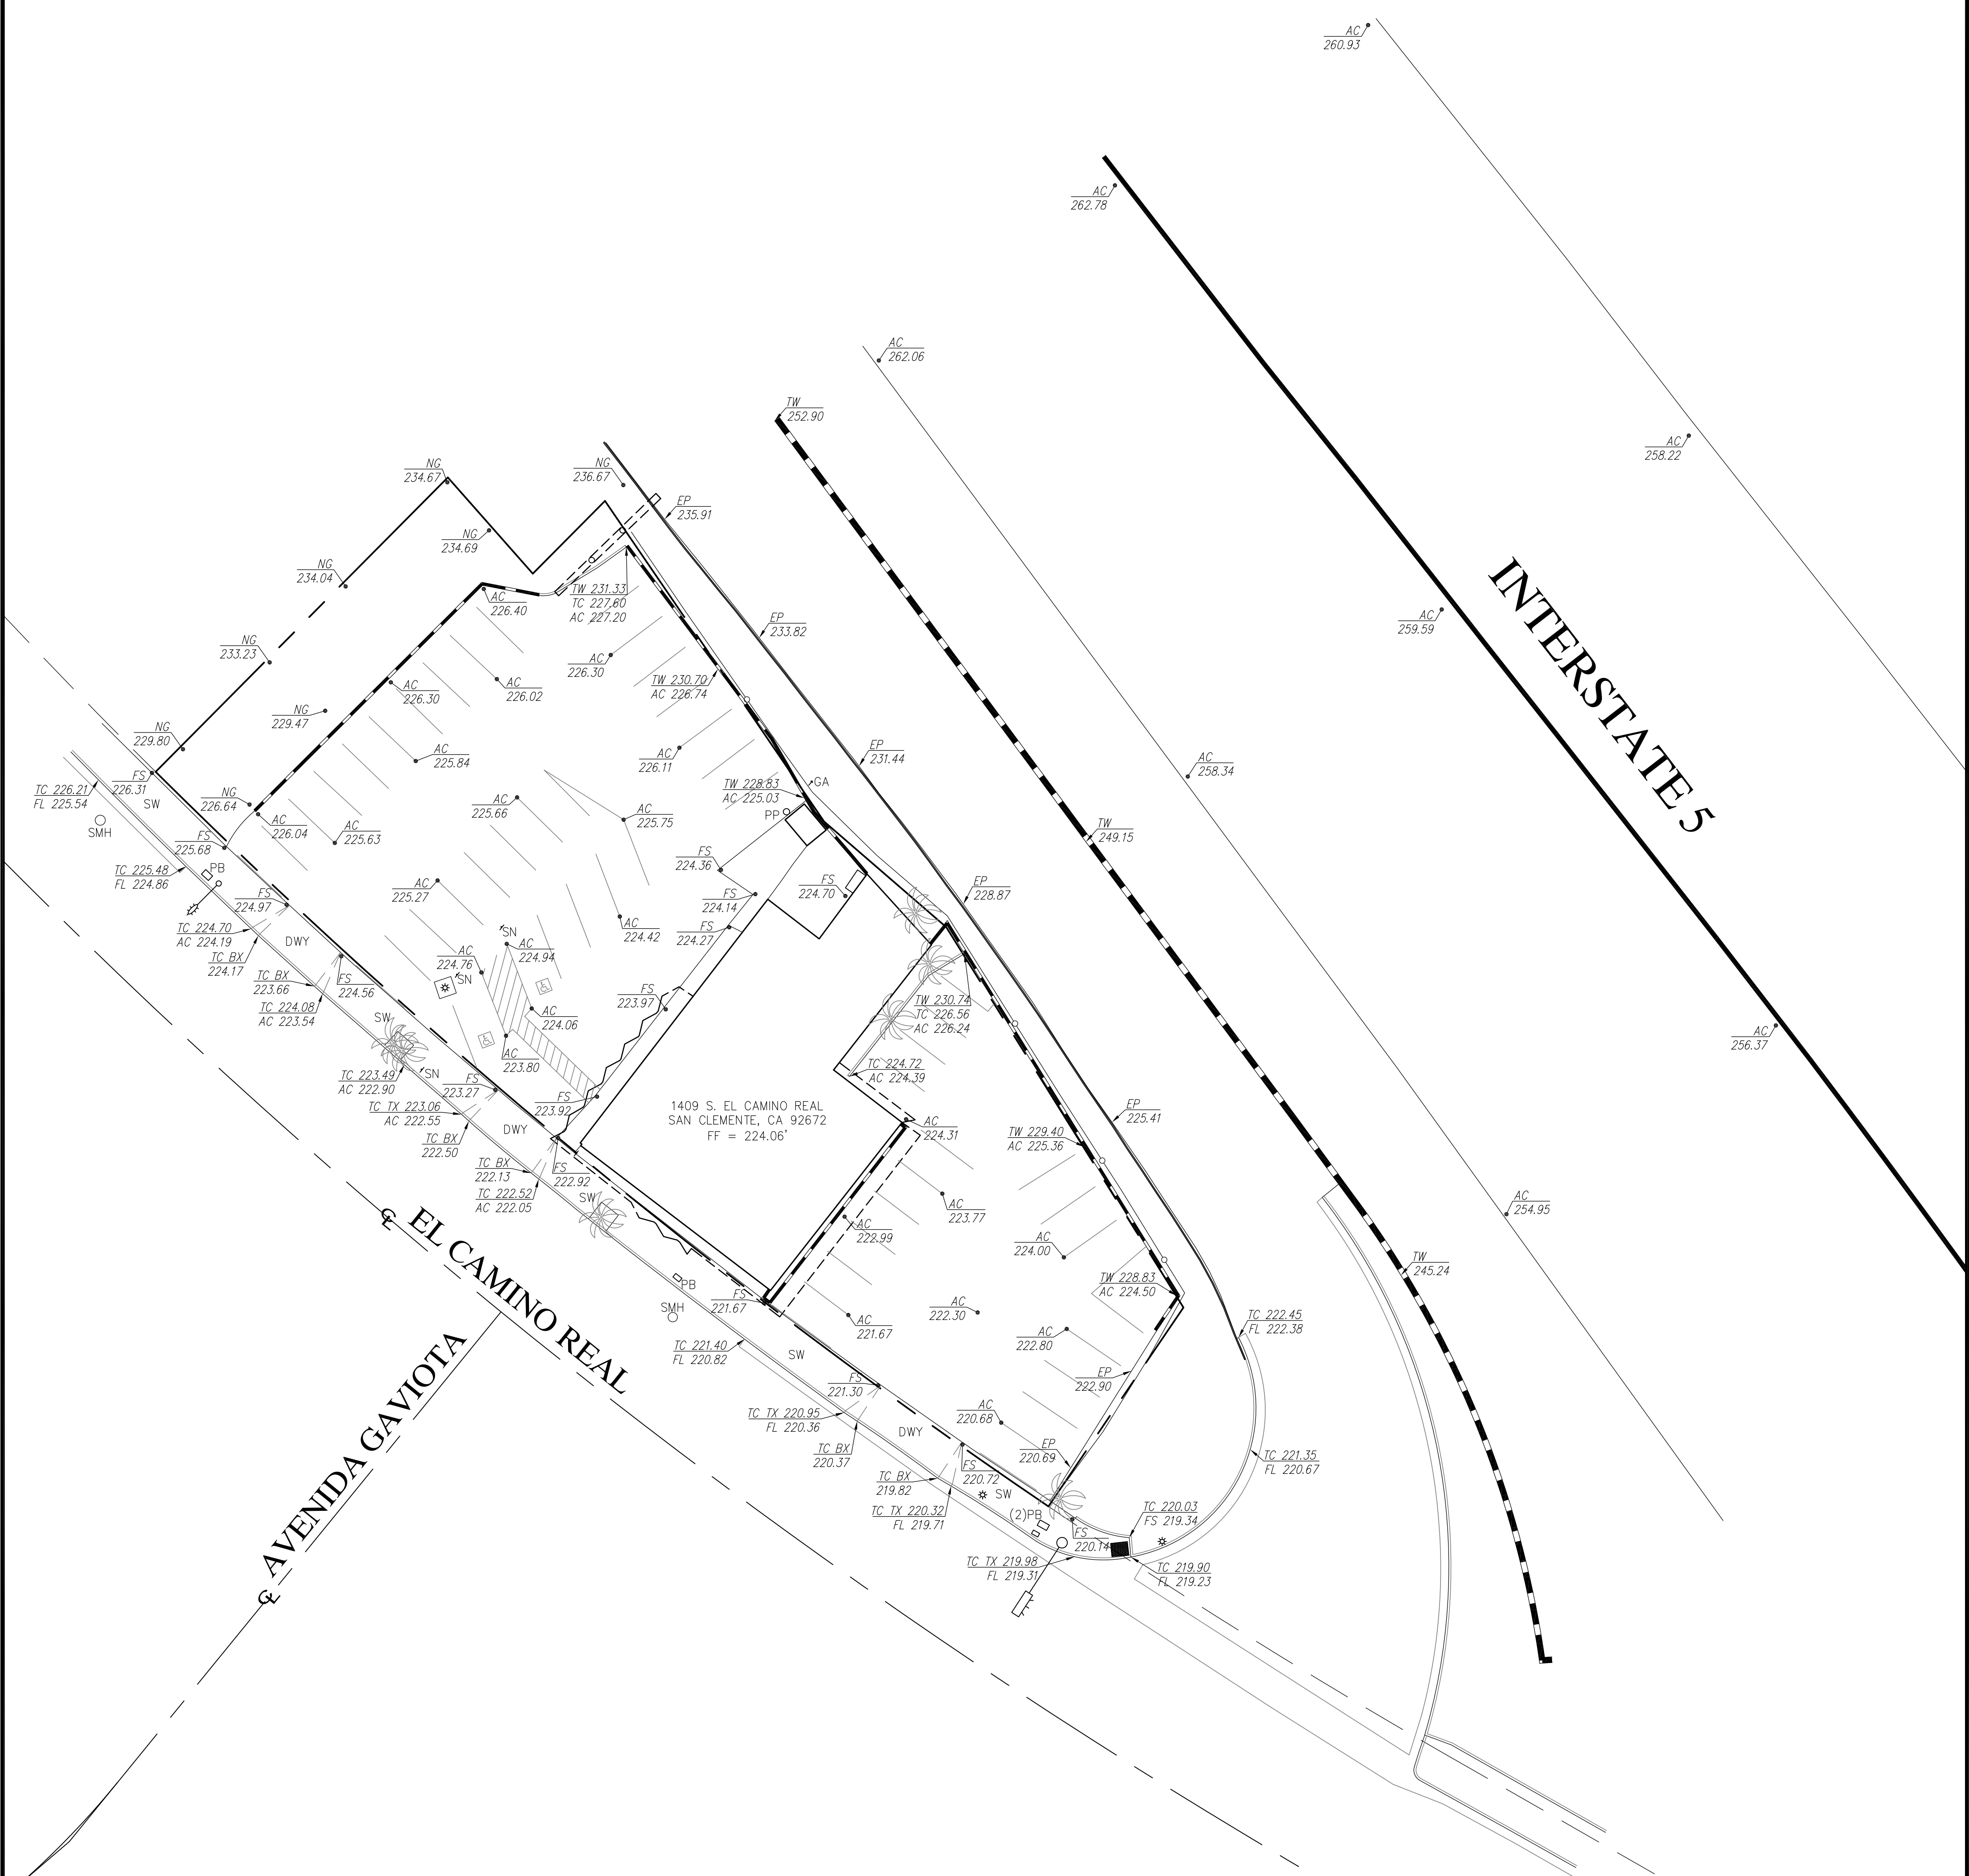 AC
260.93
AC
262.78
AC
262.06
TW
252.90
AC
258.22
NG
234.67
NG
236.67
EP
235.91
NG
234.69
NG
234.04
INTERSTATE 5
AC
226.40
TW 231.33
TC 227.60
AC 227.20
EP
233.82
AC
259.59
NG
233.23
AC
226.30
AC
226.02
AC
226.30
TW 230.70
AC 226.74
NG
229.47
NG
229.80
AC
225.84
AC
226.11
EP
231.44
AC
258.34
FS
226.31
TC 226.21
FL 225.54
SW
NG
226.64
AC
225.66
TW 228.83
AC 225.03
GA
PP
SMH
AC
226.04
AC
225.63
AC
225.75
TW
249.15
FS
225.68
TC 225.48
FL 224.86
PB
FS
224.36
AC
225.27
FS
224.14
FS
224.70
EP
228.87
FS
224.97
TC 224.70
AC 224.19
DWY
AC
224.42
FS
224.27
SN
AC
224.94
AC
224.76
SN
TC BX
224.17
TC BX
223.66
FS
224.56
TC 224.08
AC 223.54
FS
223.97
TW 230.74
TC 226.56
AC 226.24
SW
AC
224.06
AC
256.37
AC
223.80
TC 223.49
AC 222.90
SN
FS
223.27
TC 224.72
AC 224.39
TC TX 223.06
AC 222.55
FS
223.92
1409 S. EL CAMINO REAL
SAN CLEMENTE, CA 92672
FF = 224.06'
AC
224.31
EP
225.41
DWY
TC BX
222.50
TW 229.40
AC 225.36
TC BX
222.13
FS
222.92
TC 222.52
AC 222.05
SW
AC
223.77
AC
254.95
℄ EL CAMINO REAL
AC
222.99
AC
224.00
TW
245.24
PB
TW 228.83
AC 224.50
FS
221.67
SMH
AC
222.30
AC
221.67
TC 222.45
FL 222.38
AC
222.80
TC 221.40
FL 220.82
SW
℄ AVENIDA GAVIOTA
FS
221.30
EP
222.90
TC TX 220.95
FL 220.36
AC
220.68
DWY
TC BX
220.37
EP
220.69
TC 221.35
FL 220.67
TC BX
219.82
FS
220.72
SW
TC TX 220.32
FL 219.71
(2)PB
TC 220.03
FS 219.34
FS
220.14
TC TX 219.98
FL 219.31
TC 219.90
FL 219.23